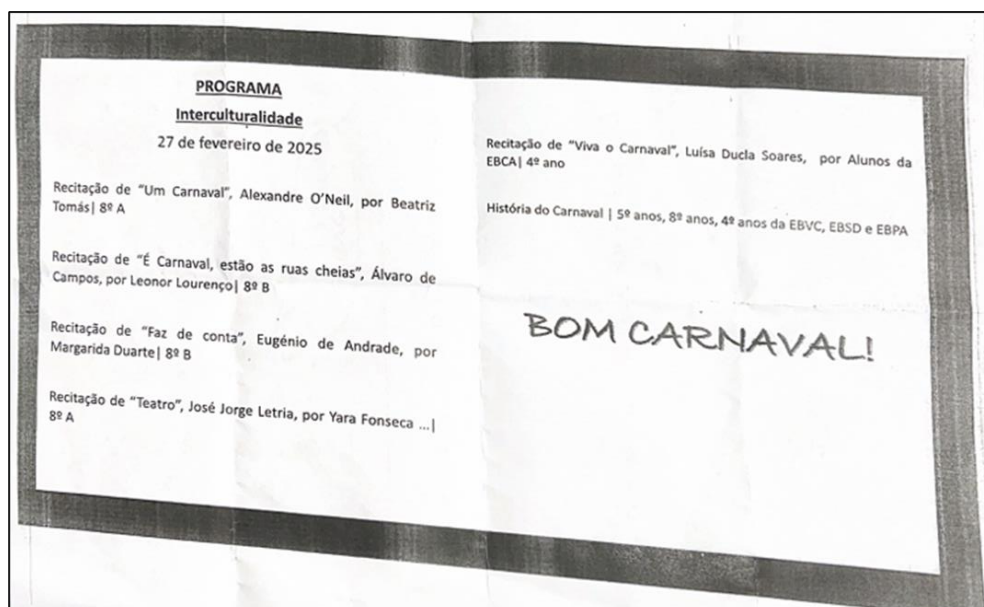 PROGRAMA
Interculturalidade
27 de fevereiro de 2025
Recitação de “Um Carnaval”, Alexandre O’Neil, por Beatriz
Tomás| 8º A
Recitação de “É Carnaval, estão as ruas cheias”, Álvaro de
Campos, por Leonor Lourenço| 8º B
Recitação de “Faz de conta”, Eugénio de Andrade, por
Margarida Duarte| 8º B
Recitação de “Teatro”, José Jorge Letria, por Yara Fonseca ...|
8º A
Recitação de “Viva o Carnaval”, Luísa Ducla Soares, por Alunos da
EBCA| 4º ano
História do Carnaval | 5º anos, 8º anos, 4º anos da EBVC, EBSD e EBPA
BOM CARNAVAL!